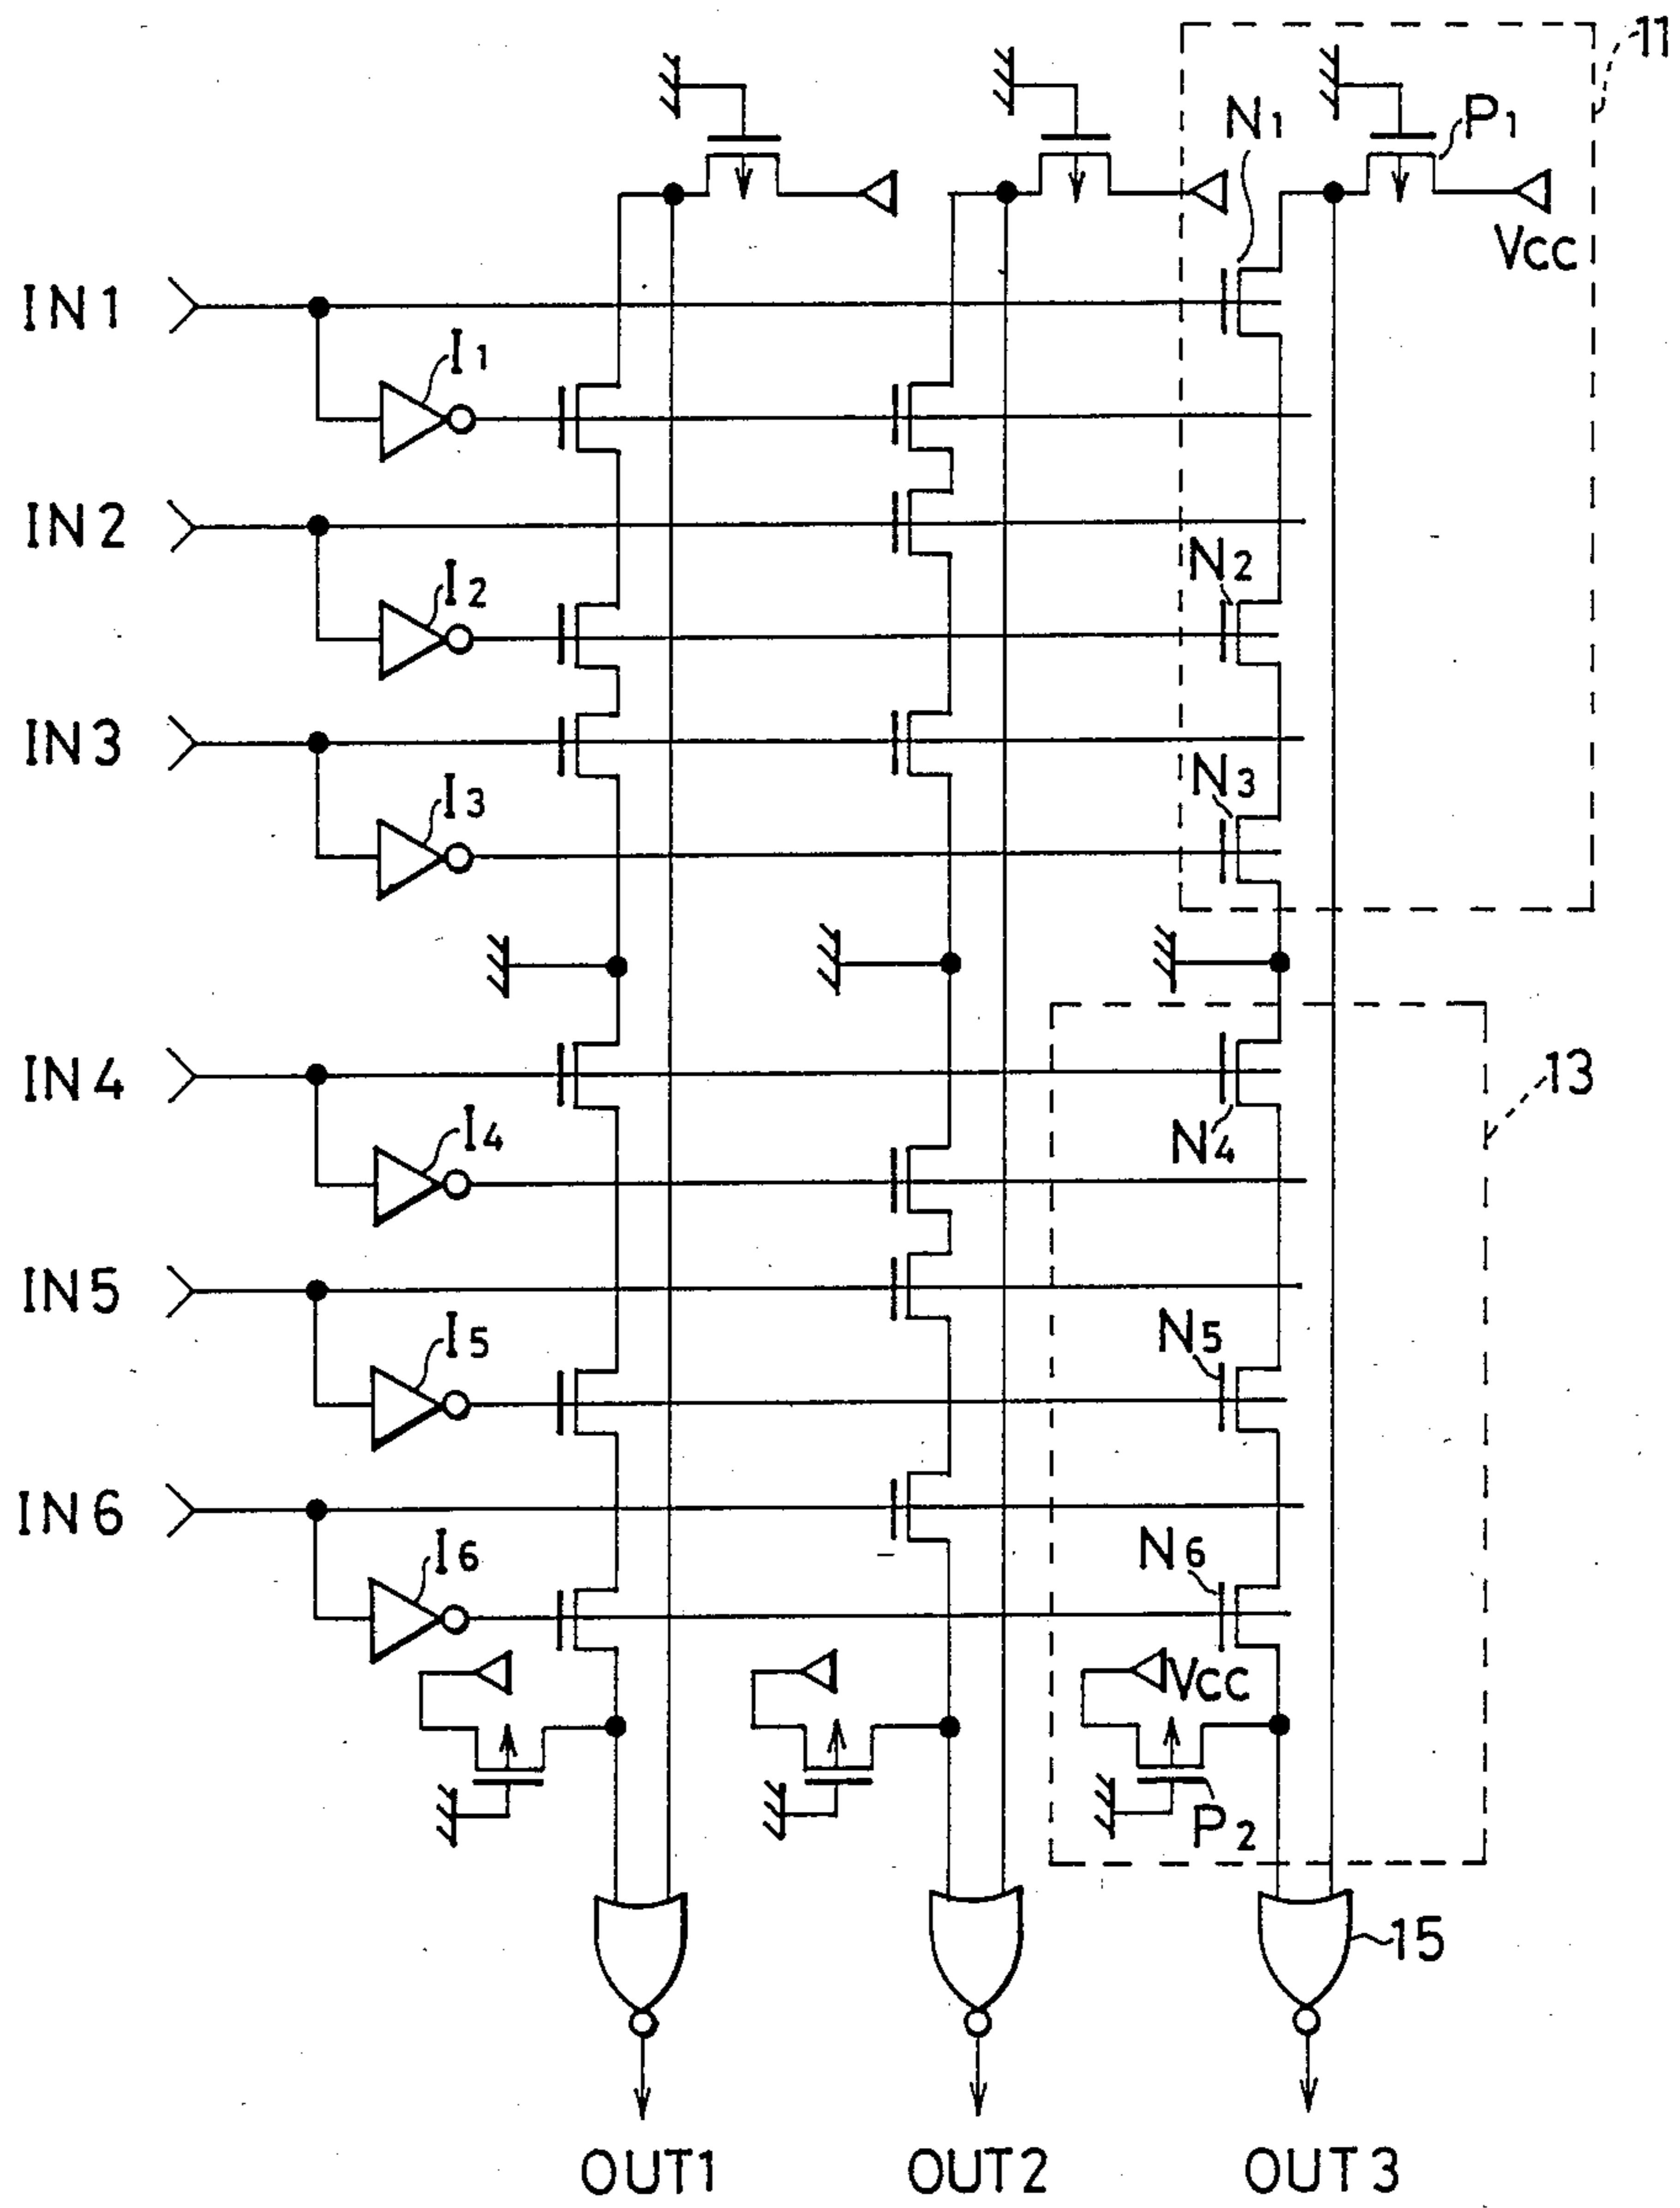 11
N1
P1
VCC
IN1
I1
IN2
I2
N2
IN3
I3
N3
IN4
I4
N4
13
IN5
I5
N5
IN6
I6
N6
VCC
P2
15
OUT1
OUT2
OUT3